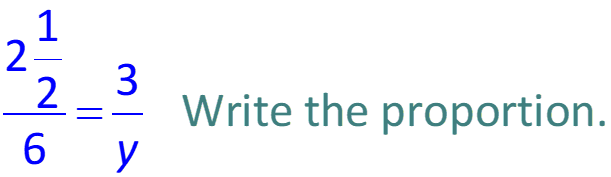 2 1/2 / 6 = 3 / y Write the proportion.